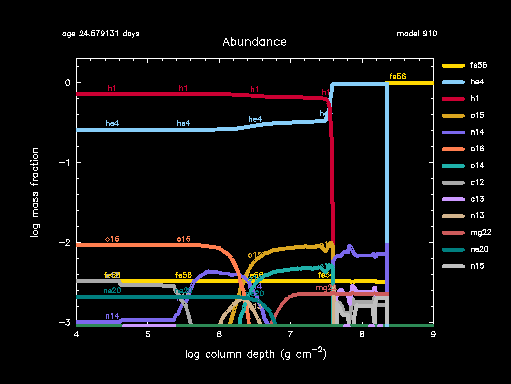 age 24.579131 days
model 910
Abundance
fe56
he4
h1
o15
n14
o16
o14
c12
c13
n13
mg22
ne20
n15
h1
h1
h1
h1
he4
he4
he4
fe56
o16
o16
fe56
fe56
fe56
ne20
n14
0
−1
−2
−3
4
5
6
7
8
9
log mass fraction
log column depth (g cm−2)